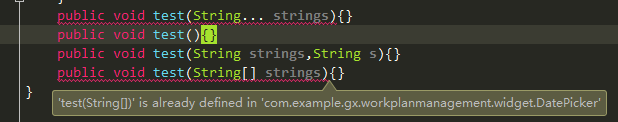 }
public void test(String... strings){}
public void test(){}
public void test(String strings,String s){}
public void test(String[] strings){}
}
'test(String[])' is already defined in 'com.example.gx.workplanmanagement.widget.DatePicker'